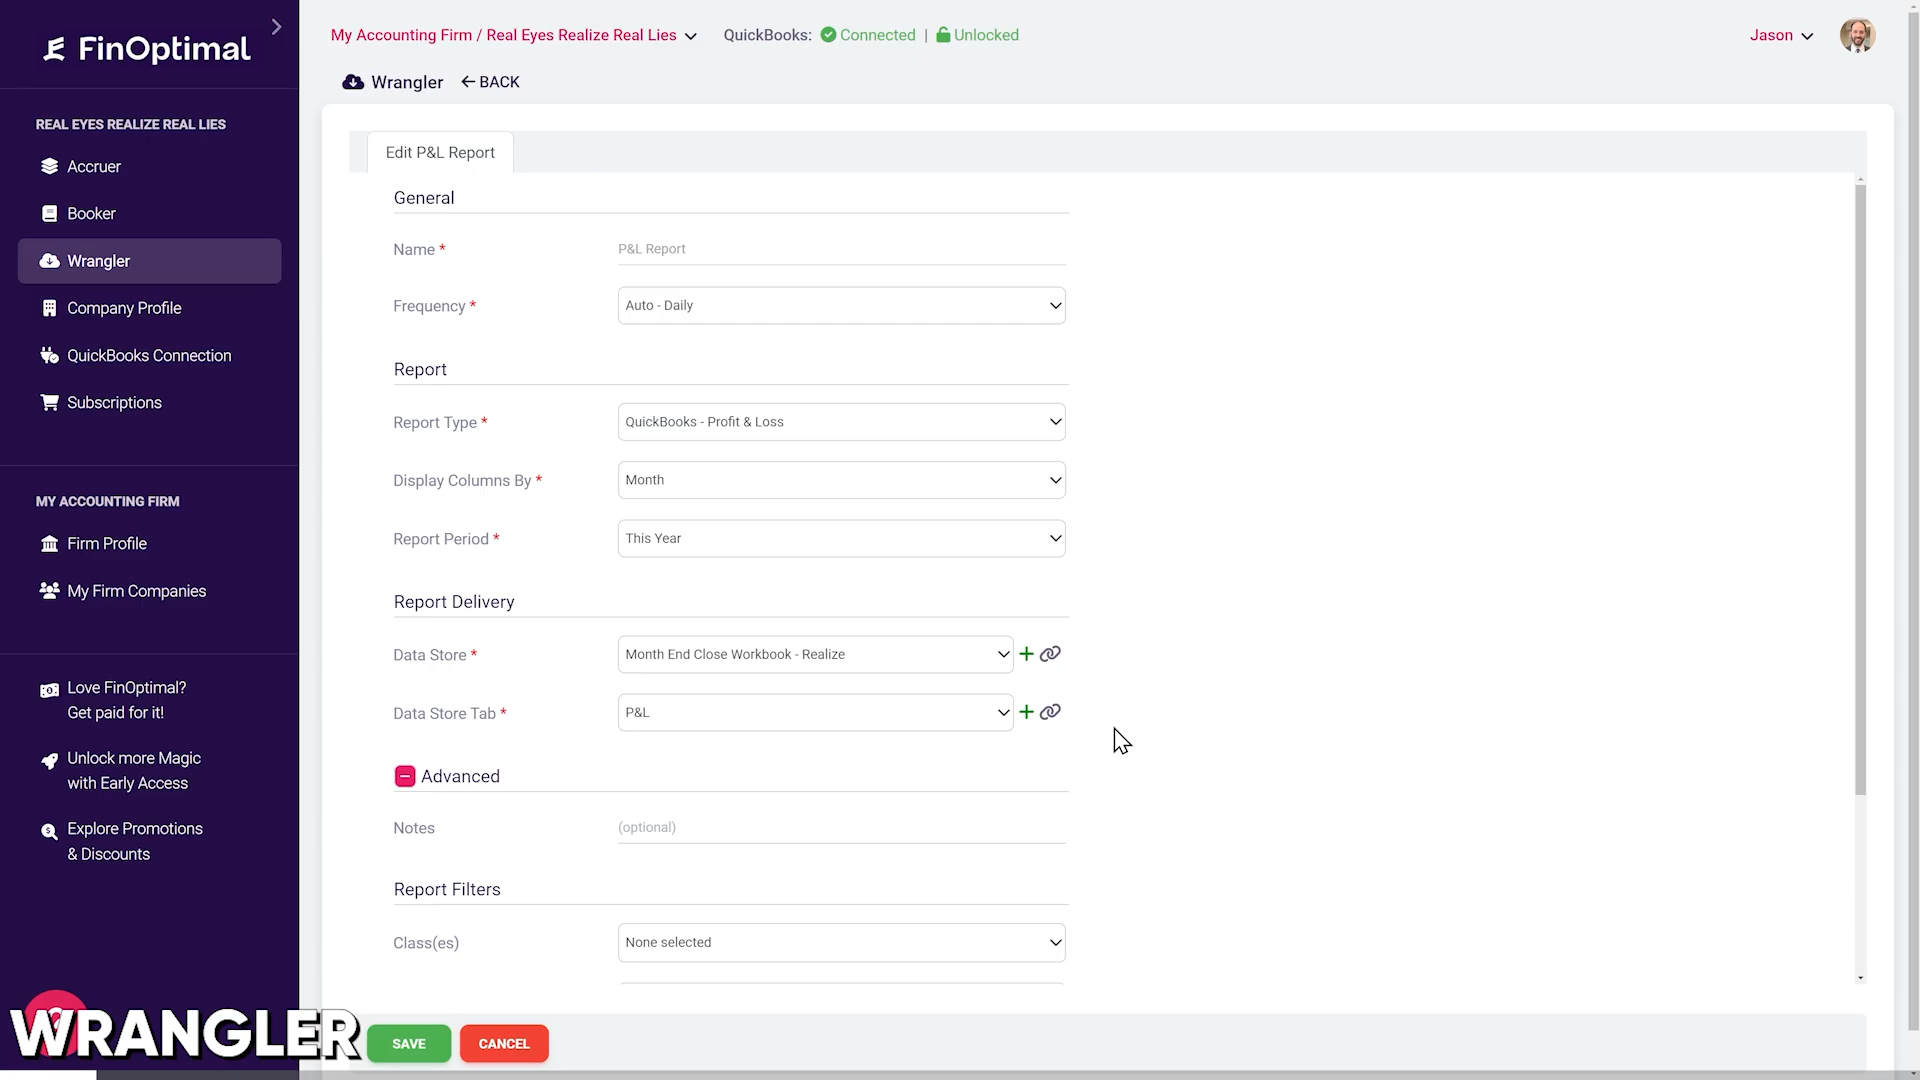 FinOptimal
My Accounting Firm / Real Eyes Realize Real Lies QuickBooks: Connected | Unlocked
Jason
Wrangler BACK
REAL EYES REALIZE REAL LIES
Accruer
Booker
Wrangler
Company Profile
QuickBooks Connection
Subscriptions
MY ACCOUNTING FIRM
Firm Profile
My Firm Companies
Love FinOptimal?
Get paid for it!
Unlock more Magic
with Early Access
Explore Promotions
& Discounts
Edit P&L Report
General
Name * P&L Report
Frequency * Auto - Daily
Report
Report Type * QuickBooks - Profit & Loss
Display Columns By * Month
Report Period * This Year
Report Delivery
Data Store * Month End Close Workbook - Realize
Data Store Tab * P&L
Advanced
Notes (optional)
Report Filters
Class(es) None selected
WRANGLER
SAVE CANCEL